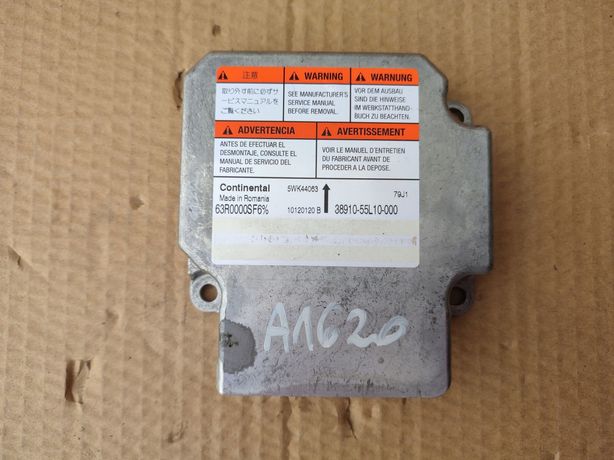 注意
取り外す前に必ずサ
ービスマニュアルを
ご覧ください
WARNING
SEE MANUFACTURER'S
SERVICE MANUAL
BEFORE REMOVAL.
WARNUNG
VOR DEM AUSBAU
SIND DIE HINWEISE
IM WERKSTATTHAND-
BUCH ZU BEACHTEN.
ADVERTENCIA
ANTES DE EFECTUAR EL
DESMONTAJE, CONSULTE EL
MANUAL DE SERVICIO DEL
FABRICANTE.
AVERTISSEMENT
VOIR LE MANUEL D'ENTRETIEN
DU FABRICANT AVANT DE
PROCEDER A LA DEPOSE.
Continental 5WK44063 79J1
Made in Romania
63R0000SF6% 10120120 B 38910-55L10-000
A1620